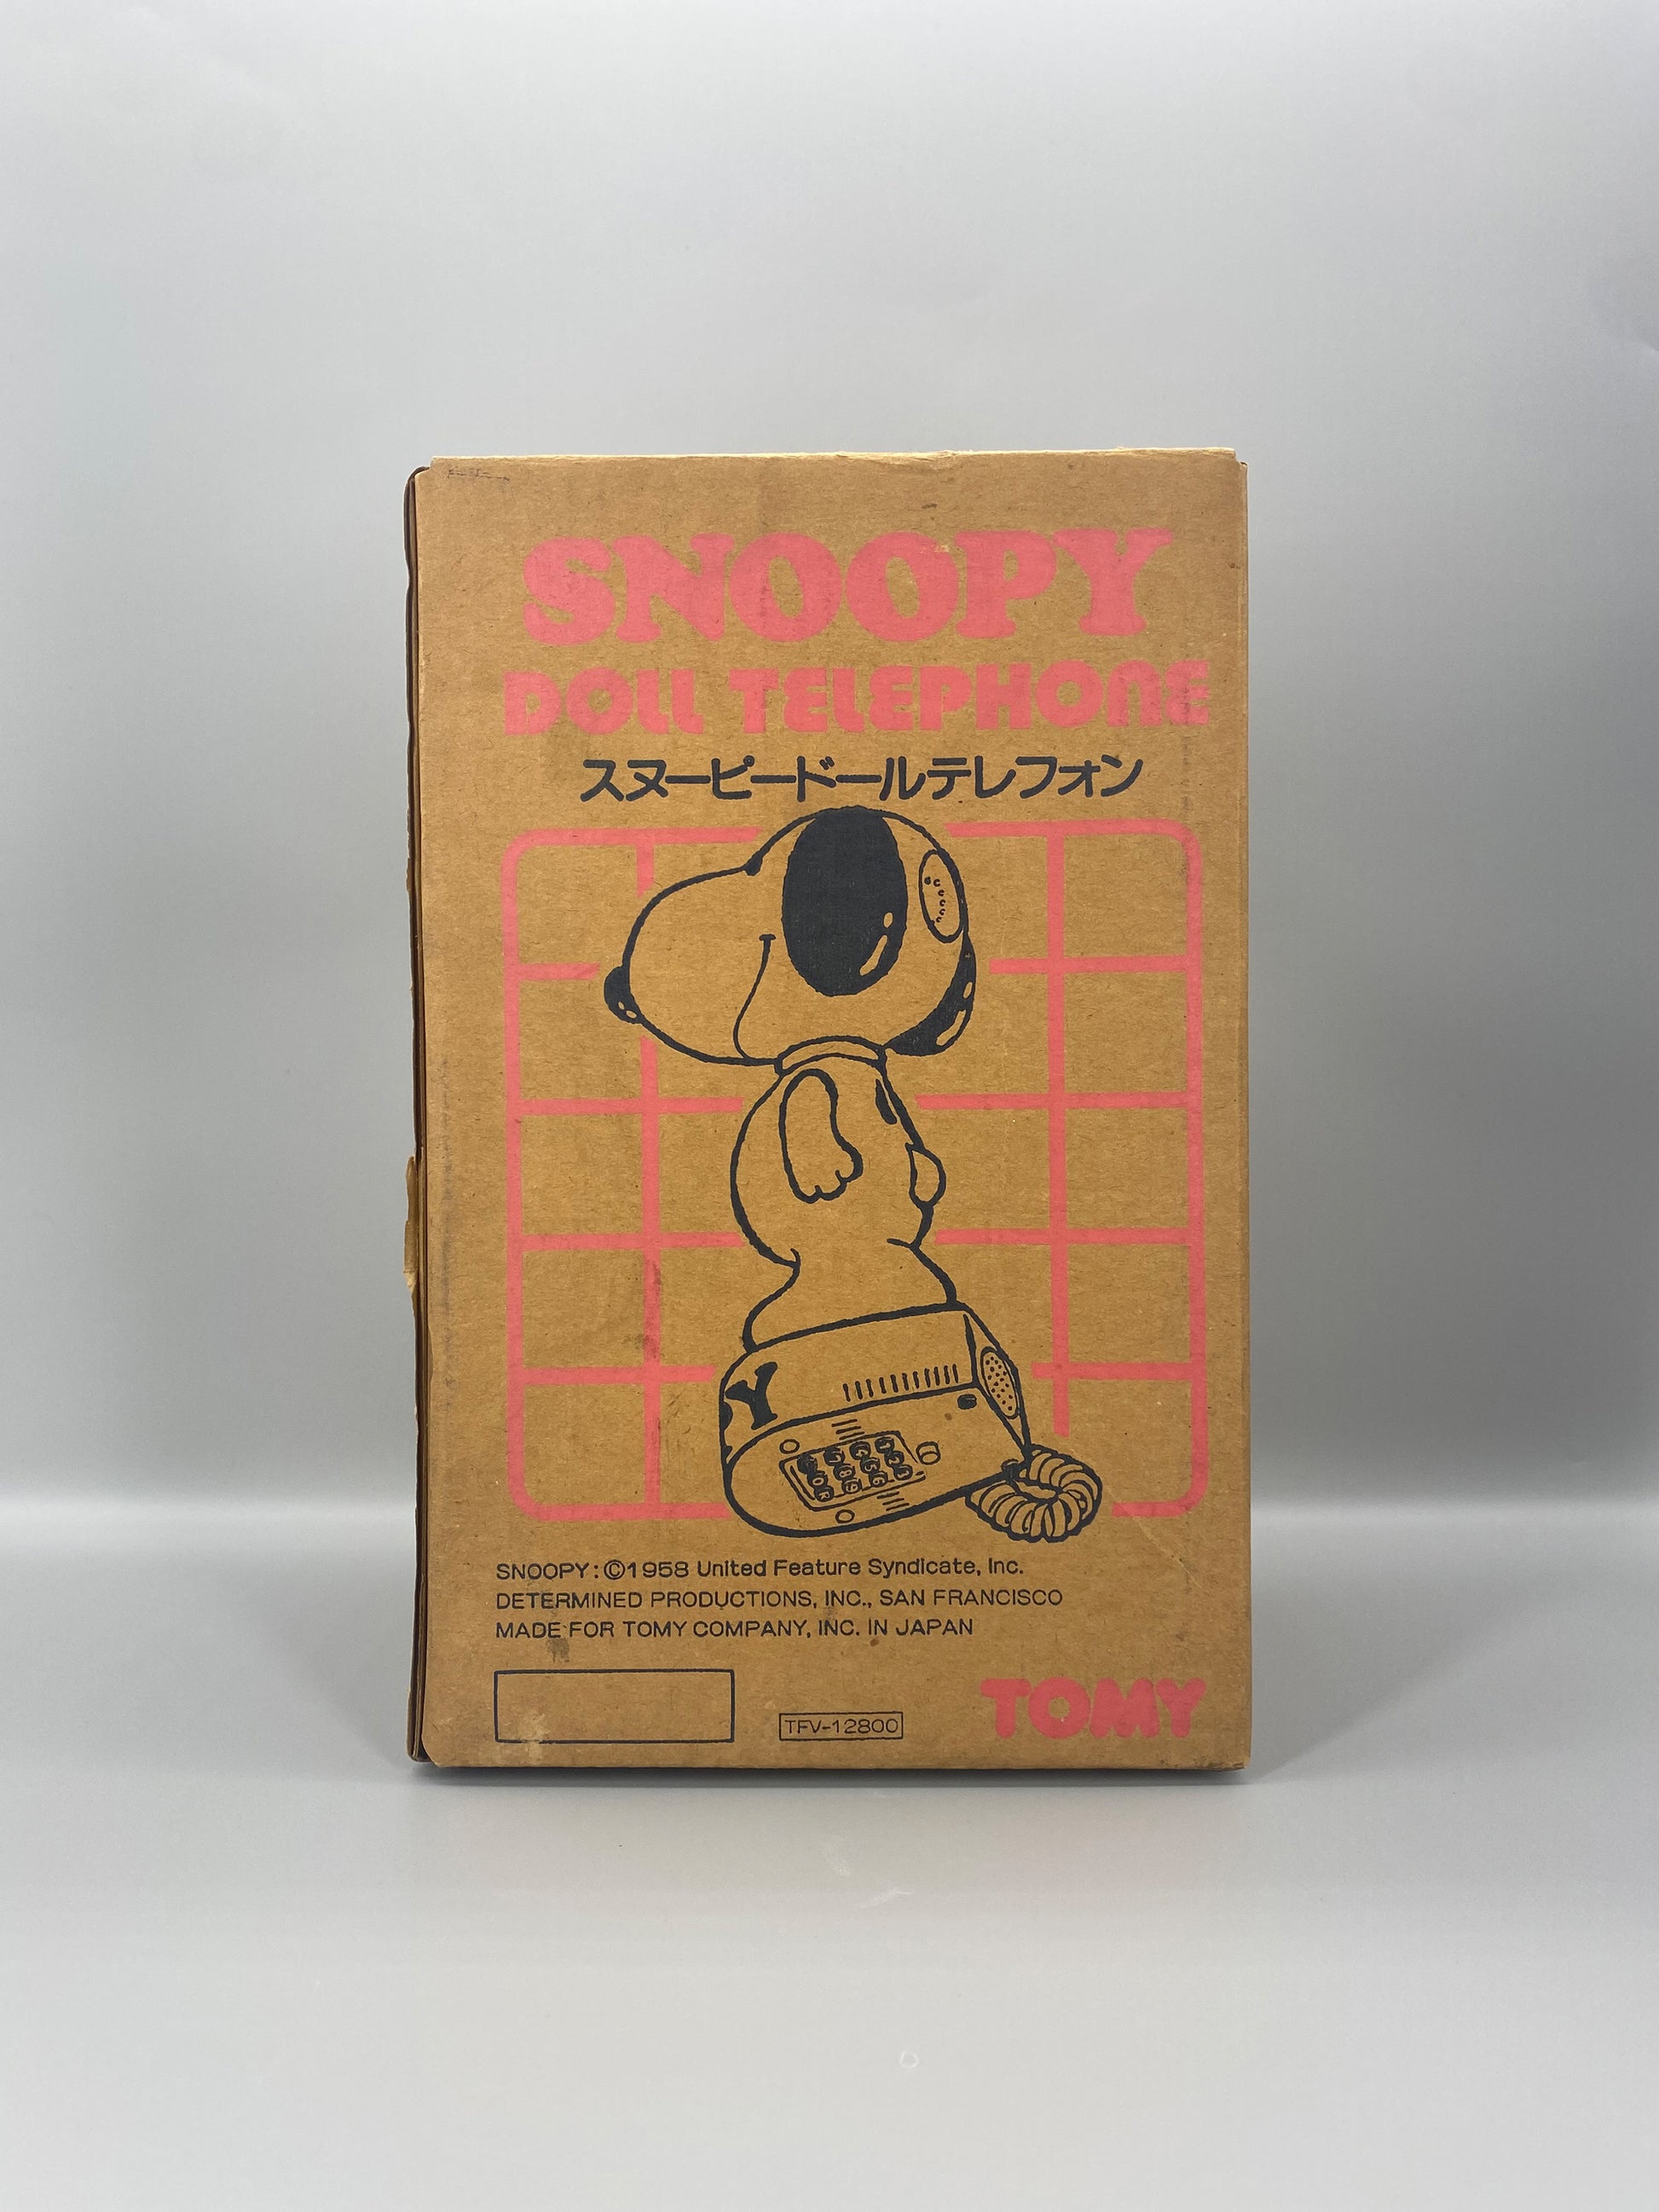 SNOOPY
DOLL TELEPHONE
スヌーピードールテレフォン
Y
SNOOPY:©1958 United Feature Syndicate, Inc.
DETERMINED PRODUCTIONS, INC., SAN FRANCISCO
MADE FOR TOMY COMPANY, INC. IN JAPAN
TFV-12800
TOMY